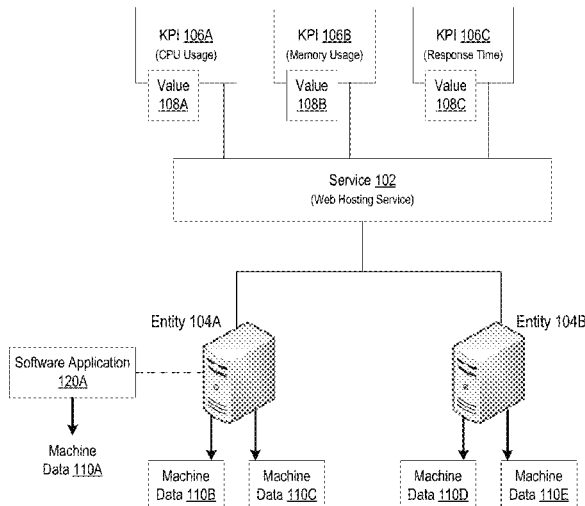 KPI 106A
(CPU Usage)
KPI 106B
(Memory Usage)
KPI 106C
(Response Time)
Value
108A
Value
108B
Value
108C
Service 102
(Web Hosting Service)
Entity 104A
Entity 104B
Software Application
120A
Machine
Data 110A
Machine
Data 110B
Machine
Data 110C
Machine
Data 110D
Machine
Data 110E